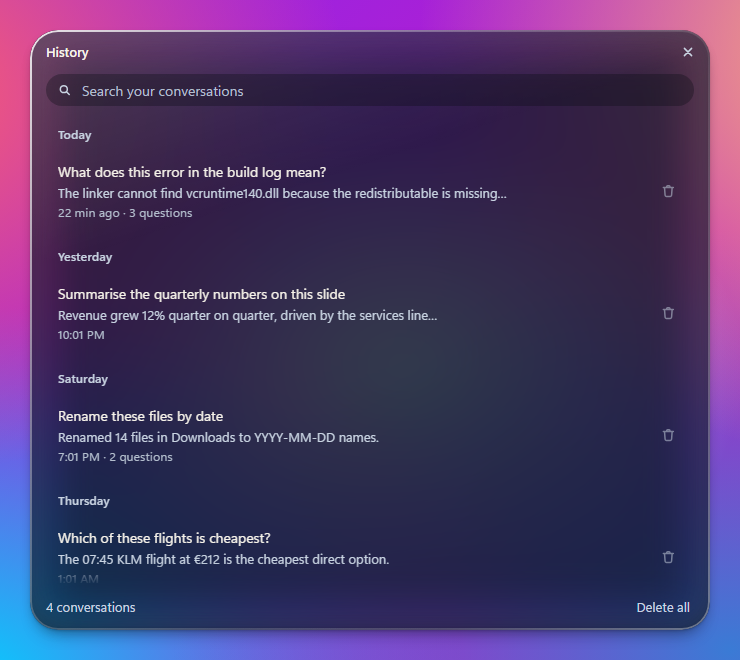 History
Search your conversations
Today
What does this error in the build log mean?
The linker cannot find vcruntime140.dll because the redistributable is missing...
22 min ago · 3 questions
Yesterday
Summarise the quarterly numbers on this slide
Revenue grew 12% quarter on quarter, driven by the services line...
10:01 PM
Saturday
Rename these files by date
Renamed 14 files in Downloads to YYYY-MM-DD names.
7:01 PM · 2 questions
Thursday
Which of these flights is cheapest?
The 07:45 KLM flight at €212 is the cheapest direct option.
1:01 AM
4 conversations
Delete all